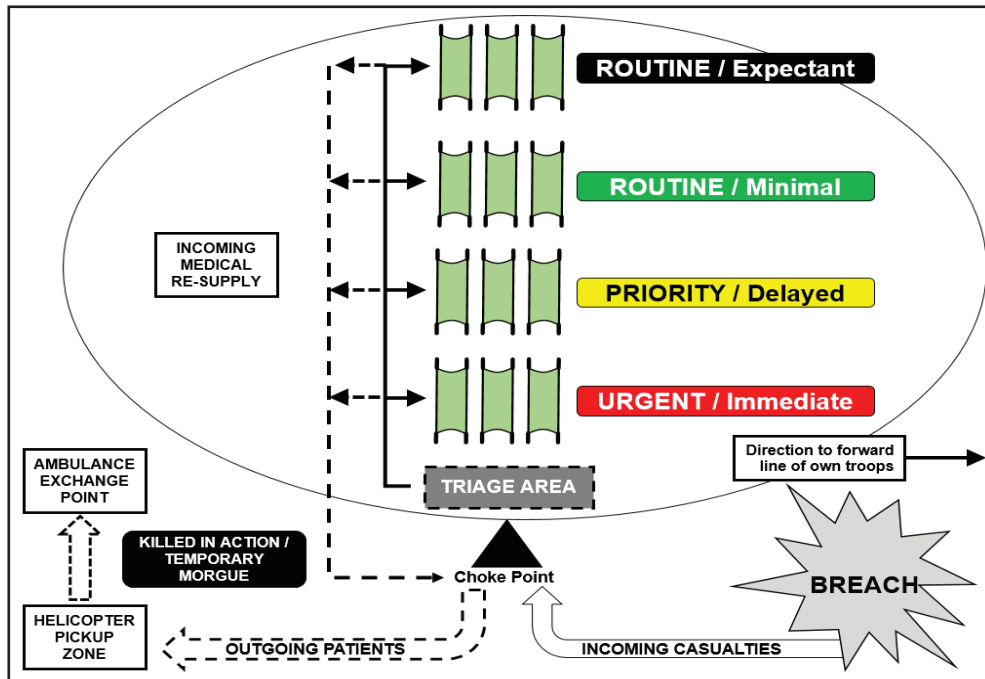 ROUTINE / Expectant
ROUTINE / Minimal
INCOMING
MEDICAL
RE-SUPPLY
PRIORITY / Delayed
URGENT / Immediate
Direction to forward
line of own troops
AMBULANCE
EXCHANGE
POINT
TRIAGE AREA
KILLED IN ACTION /
TEMPORARY
MORGUE
Choke Point
BREACH
HELICOPTER
PICKUP
ZONE
OUTGOING PATIENTS
INCOMING CASUALTIES